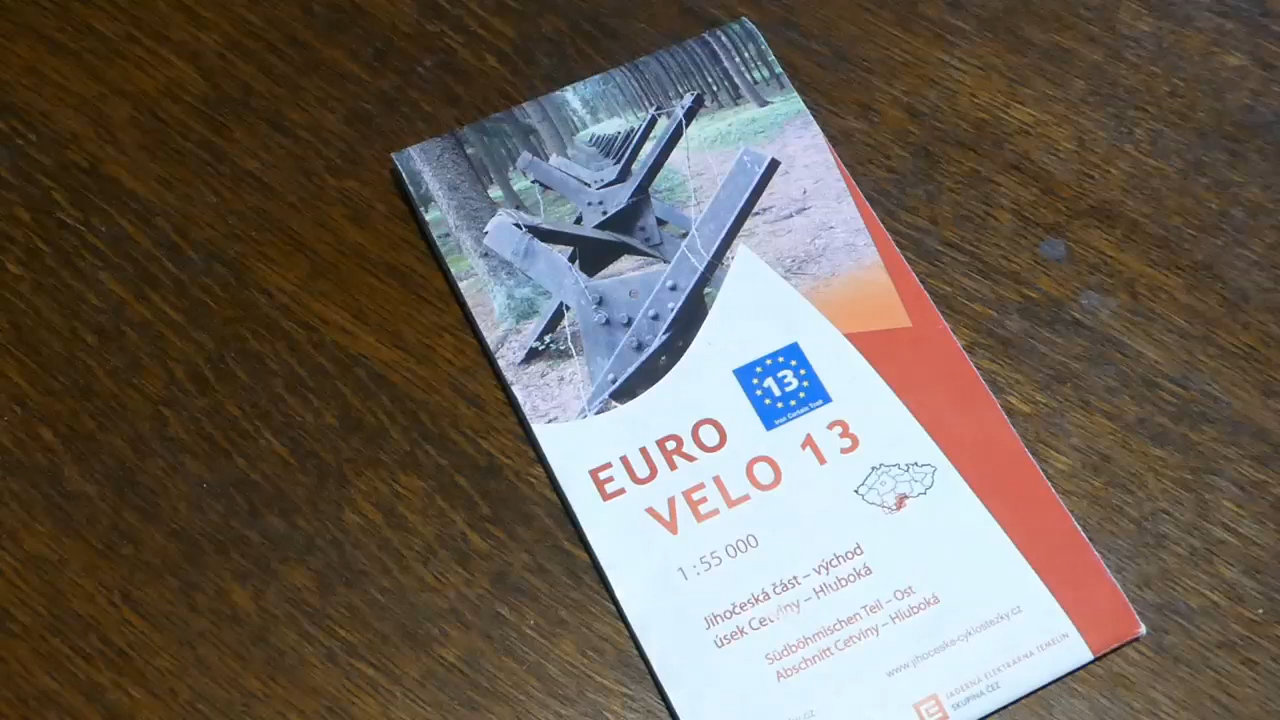 13
Iron Curtain Trail
EURO
VELO 13
1 : 55 000
Jihočeská část – východ
úsek Cetviny – Hluboká
Südböhmischen Teil – Ost
Abschnitt Cetviny – Hluboká
www.jihoceske-cyklostezky.cz
JADERNÁ ELEKTRÁRNA TEMELÍN
SKUPINA ČEZ